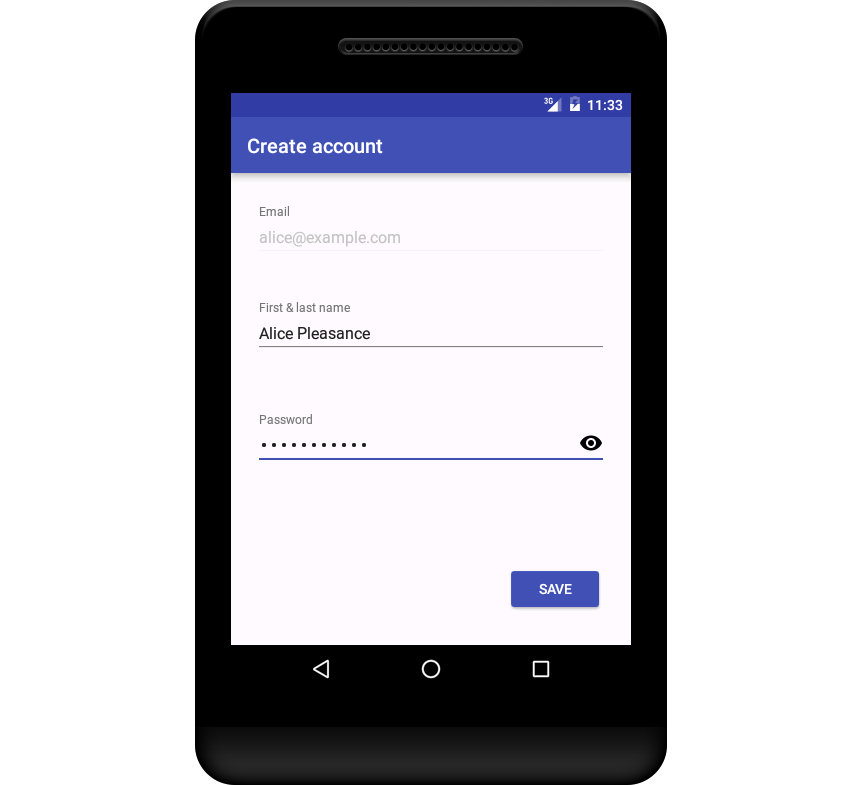 3G 11:33
Create account
Email
alice@example.com
First & last name
Alice Pleasance
Password
•••••••••••
SAVE